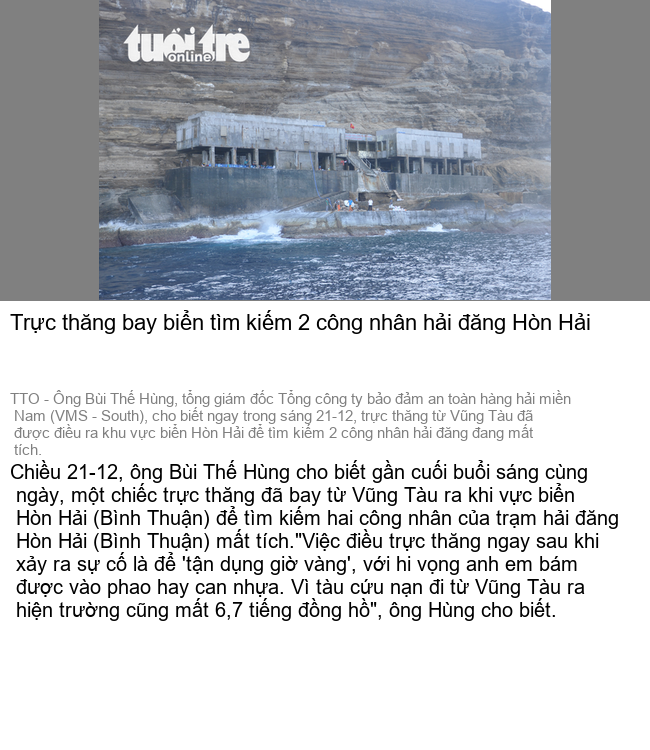 tuổi trẻ
online
Trực thăng bay biển tìm kiếm 2 công nhân hải đăng Hòn Hải
TTO - Ông Bùi Thế Hùng, tổng giám đốc Tổng công ty bảo đảm an toàn hàng hải miền
Nam (VMS - South), cho biết ngay trong sáng 21-12, trực thăng từ Vũng Tàu đã
được điều ra khu vực biển Hòn Hải để tìm kiếm 2 công nhân hải đăng đang mất
tích.
Chiều 21-12, ông Bùi Thế Hùng cho biết gần cuối buổi sáng cùng
ngày, một chiếc trực thăng đã bay từ Vũng Tàu ra khi vực biển
Hòn Hải (Bình Thuận) để tìm kiếm hai công nhân của trạm hải đăng
Hòn Hải (Bình Thuận) mất tích."Việc điều trực thăng ngay sau khi
xảy ra sự cố là để 'tận dụng giờ vàng', với hi vọng anh em bám
được vào phao hay can nhựa. Vì tàu cứu nạn đi từ Vũng Tàu ra
hiện trường cũng mất 6,7 tiếng đồng hồ", ông Hùng cho biết.